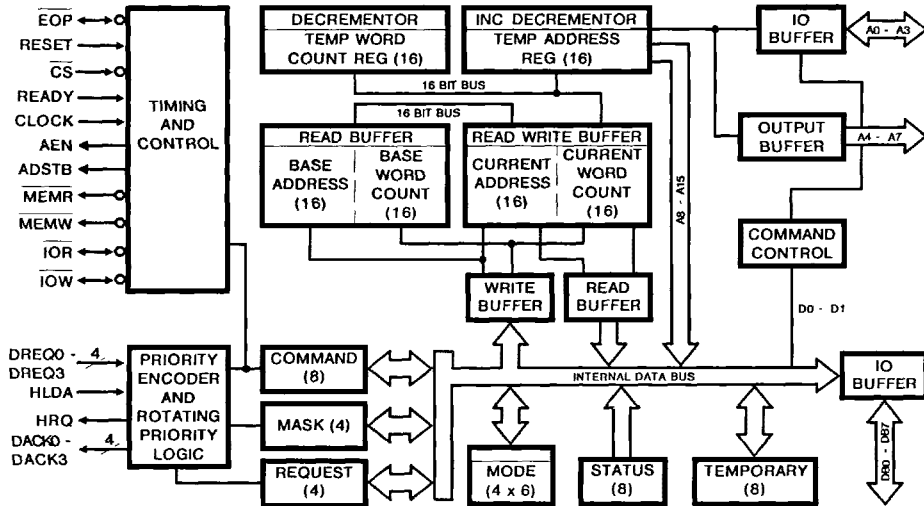 EOP
RESET
CS
READY
CLOCK
AEN
ADSTB
MEMR
MEMW
IOR
IOW
TIMING
AND
CONTROL
DECREMENTOR
TEMP WORD
COUNT REG (16)
INC DECREMENTOR
TEMP ADDRESS
REG (16)
IO
BUFFER
A0 - A3
16 BIT BUS
16 BIT BUS
READ BUFFER
BASE
ADDRESS
(16)
BASE
WORD
COUNT
(16)
READ WRITE BUFFER
CURRENT
ADDRESS
(16)
CURRENT
WORD
COUNT
(16)
A8 - A15
OUTPUT
BUFFER
A4 - A7
COMMAND
CONTROL
WRITE
BUFFER
READ
BUFFER
D0 - D1
DREQ0 -
DREQ3
4
HLDA
HRQ
DACK0 -
DACK3
4
PRIORITY
ENCODER
AND
ROTATING
PRIORITY
LOGIC
COMMAND
(8)
MASK (4)
REQUEST
(4)
INTERNAL DATA BUS
IO
BUFFER
MODE
(4 x 6)
STATUS
(8)
TEMPORARY
(8)
DB0 - DB7